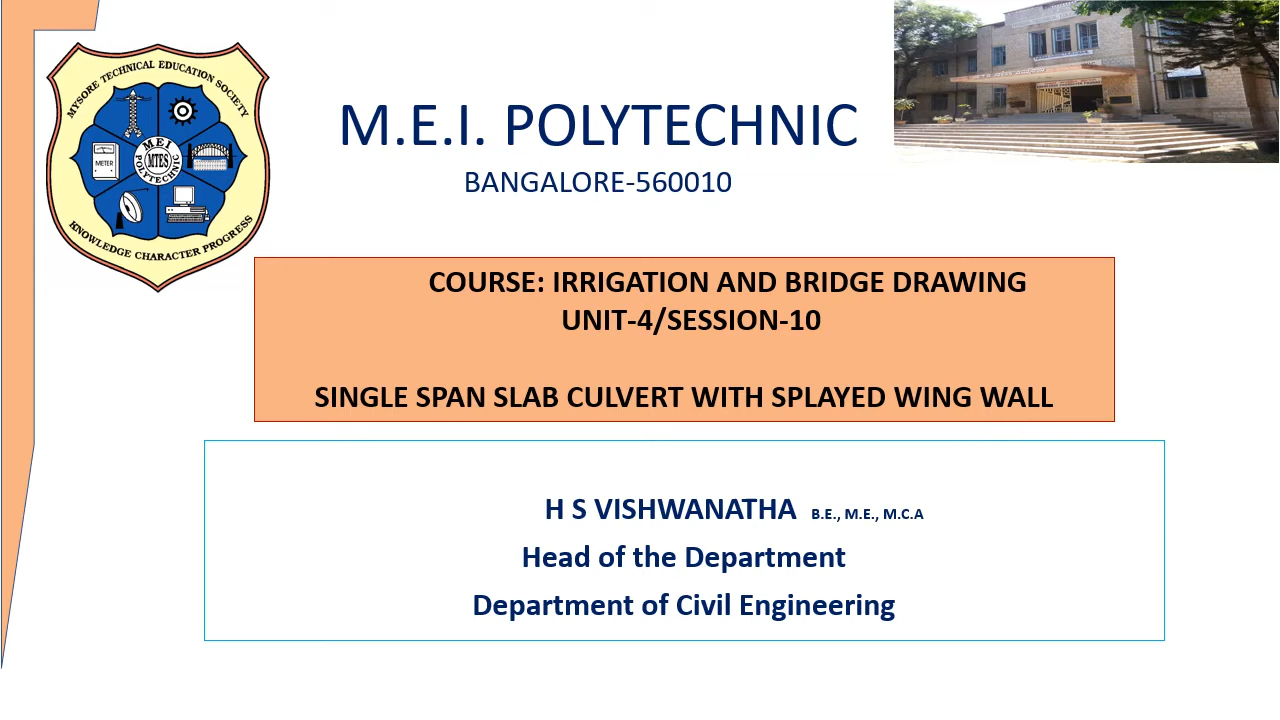 MYSORE TECHNICAL EDUCATION SOCIETY
MEI
MTES
POLYTECHNIC
METER
KNOWLEDGE CHARACTER PROGRESS
M.E.I. POLYTECHNIC
BANGALORE-560010
COURSE: IRRIGATION AND BRIDGE DRAWING
UNIT-4/SESSION-10
SINGLE SPAN SLAB CULVERT WITH SPLAYED WING WALL
H S VISHWANATHA B.E., M.E., M.C.A
Head of the Department
Department of Civil Engineering